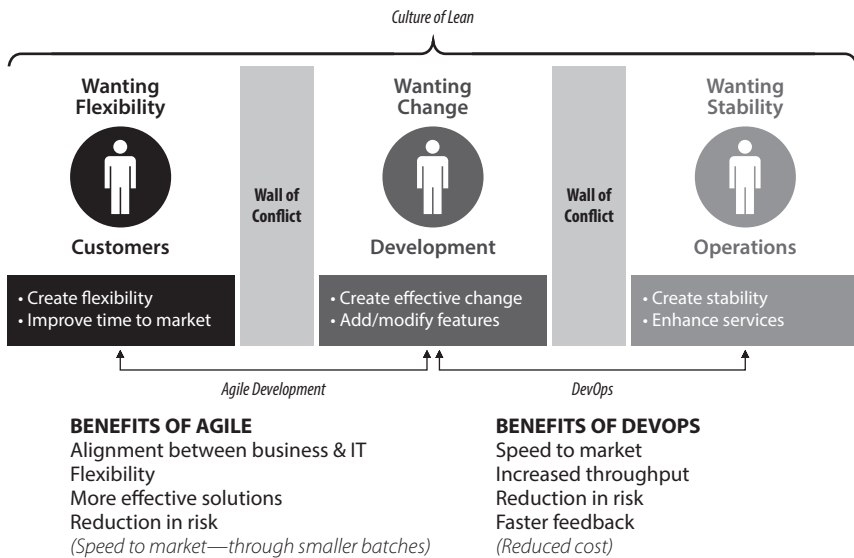 Culture of Lean
Wanting
Flexibility
Customers
• Create flexibility
• Improve time to market
Wall of
Conflict
Wanting
Change
Development
• Create effective change
• Add/modify features
Wall of
Conflict
Wanting
Stability
Operations
• Create stability
• Enhance services
Agile Development
DevOps
BENEFITS OF AGILE
Alignment between business & IT
Flexibility
More effective solutions
Reduction in risk
(Speed to market—through smaller batches)
BENEFITS OF DEVOPS
Speed to market
Increased throughput
Reduction in risk
Faster feedback
(Reduced cost)